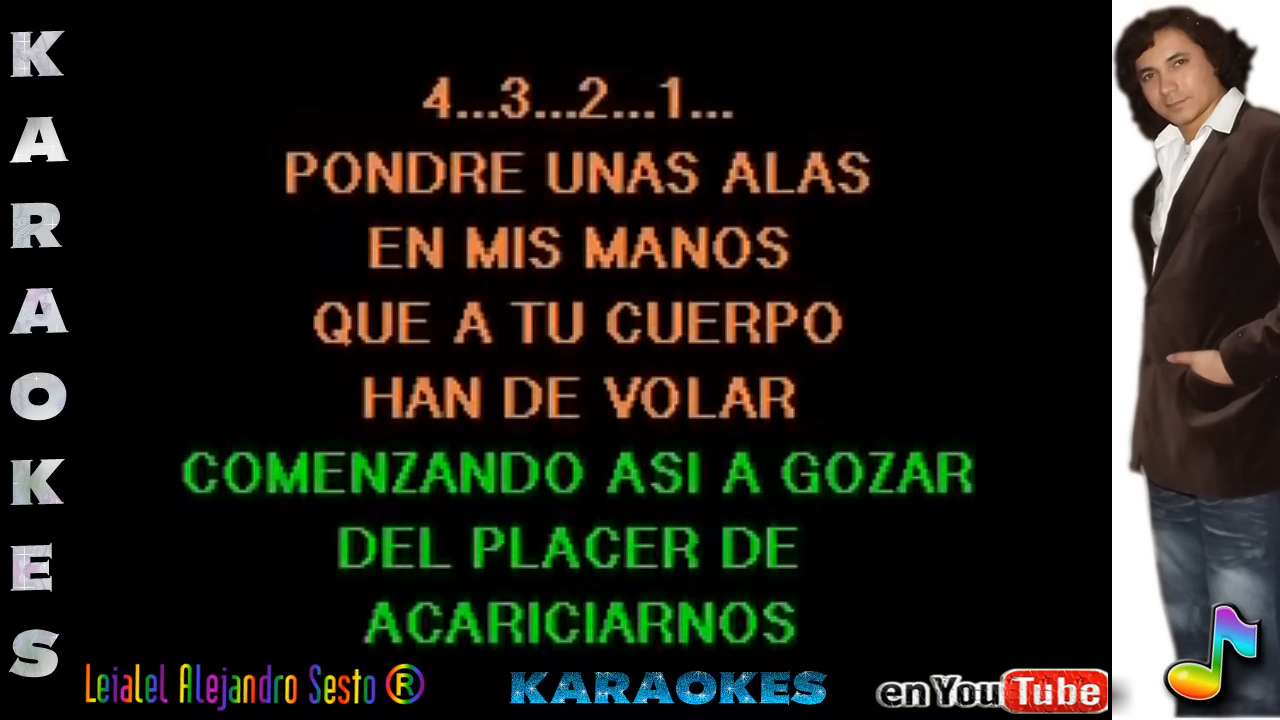 KARAOKES
4...3...2...1...
PONDRE UNAS ALAS
EN MIS MANOS
QUE A TU CUERPO
HAN DE VOLAR
COMENZANDO ASI A GOZAR
DEL PLACER DE
ACARICIARNOS
Leialel Alejandro Sesto ® KARAOKES en YouTube